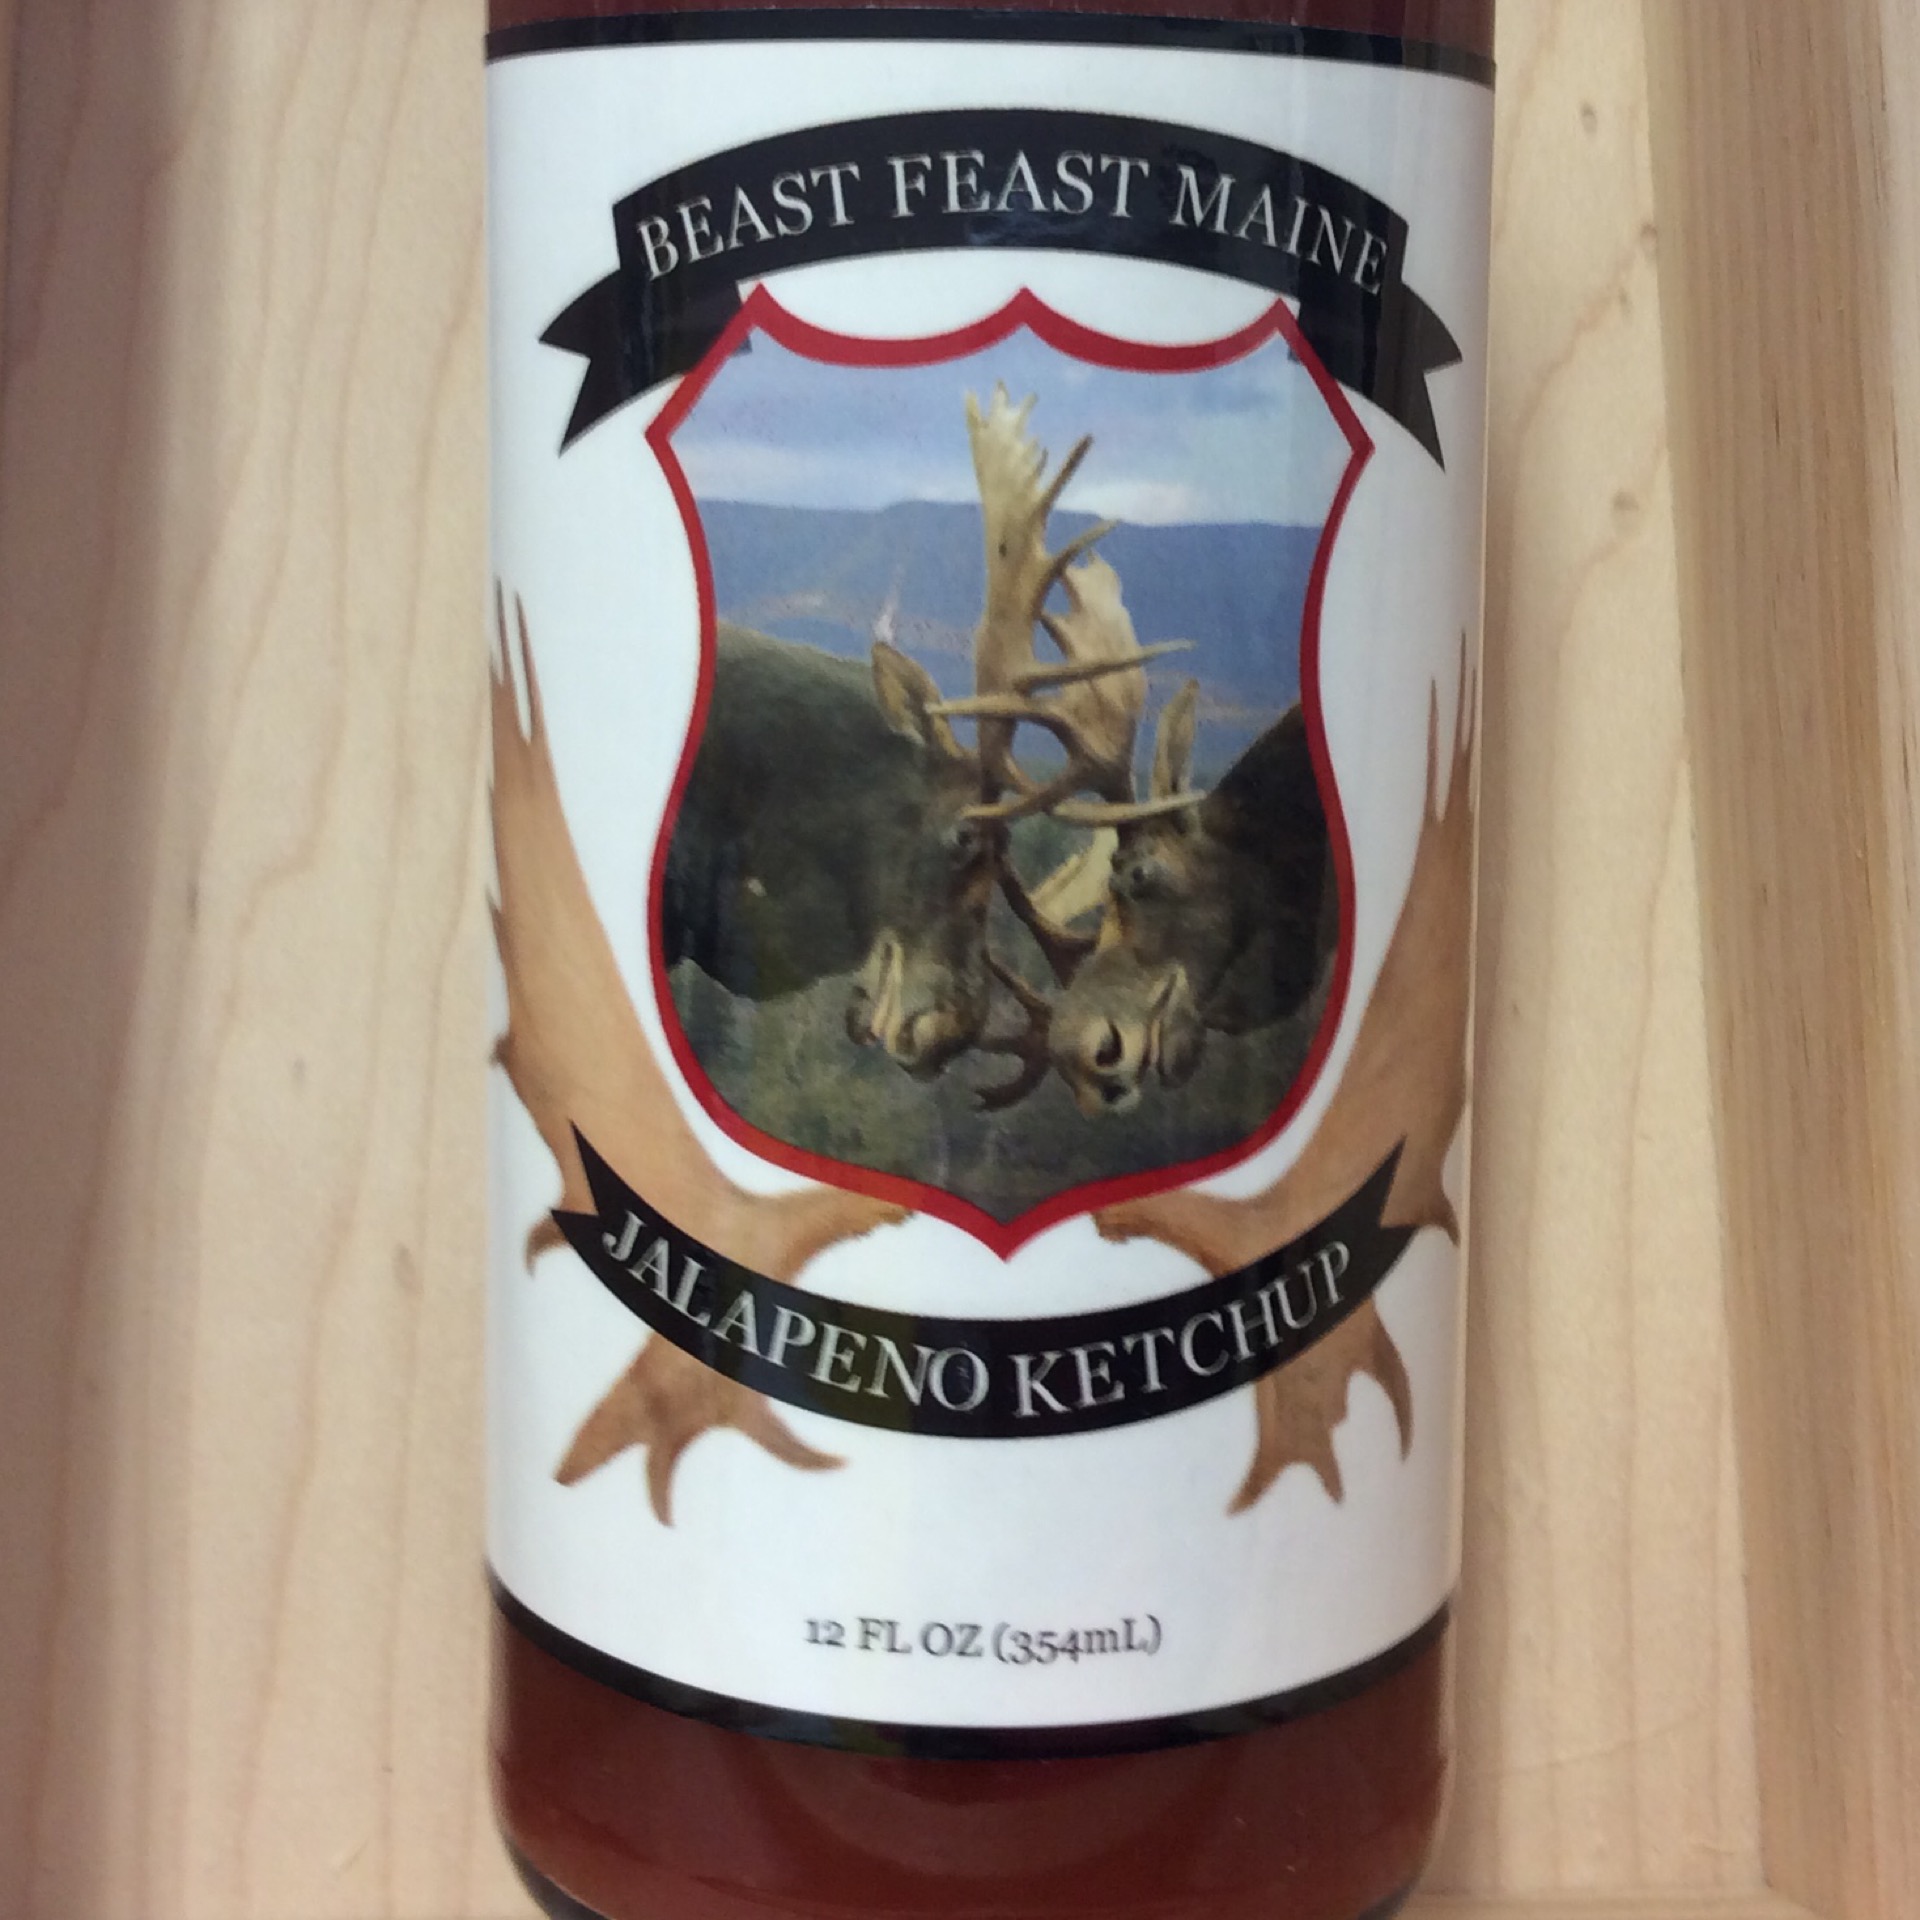 BEAST FEAST MAINE
JALAPENO KETCHUP
12 FL OZ (354mL)